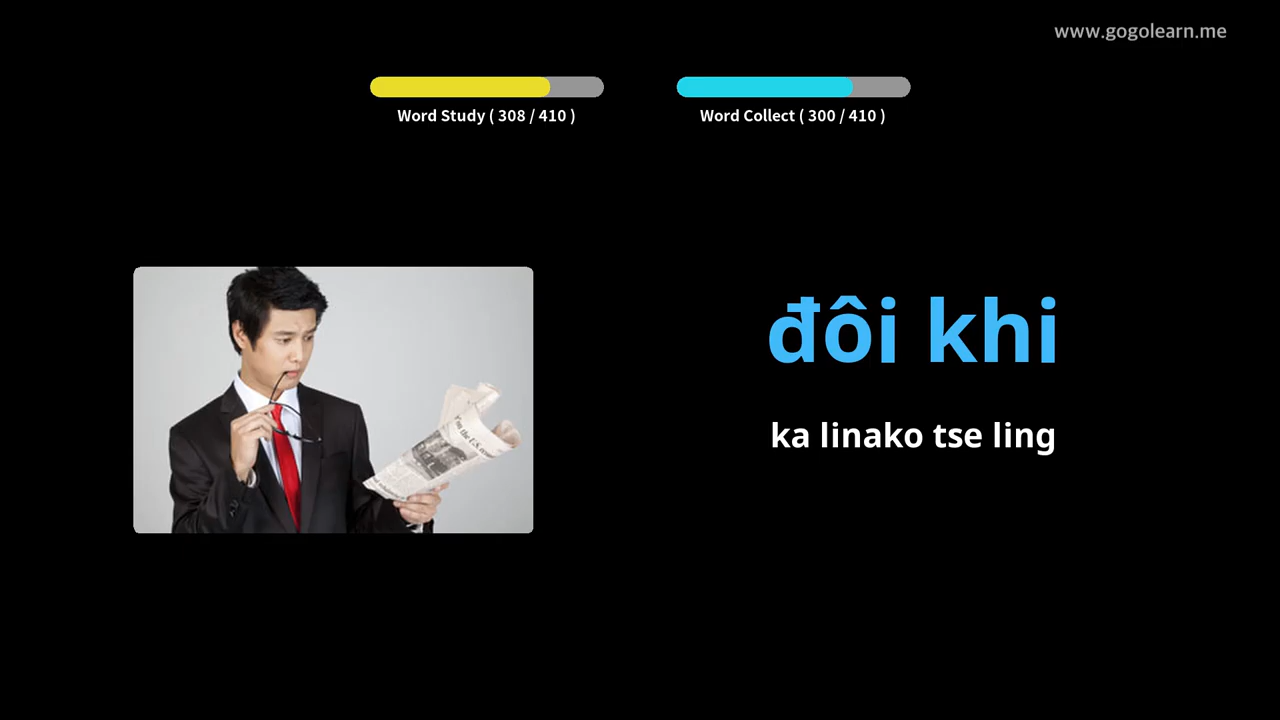 www.gogolearn.me
Word Study ( 308 / 410 )
Word Collect ( 300 / 410 )
đôi khi
ka linako tse ling